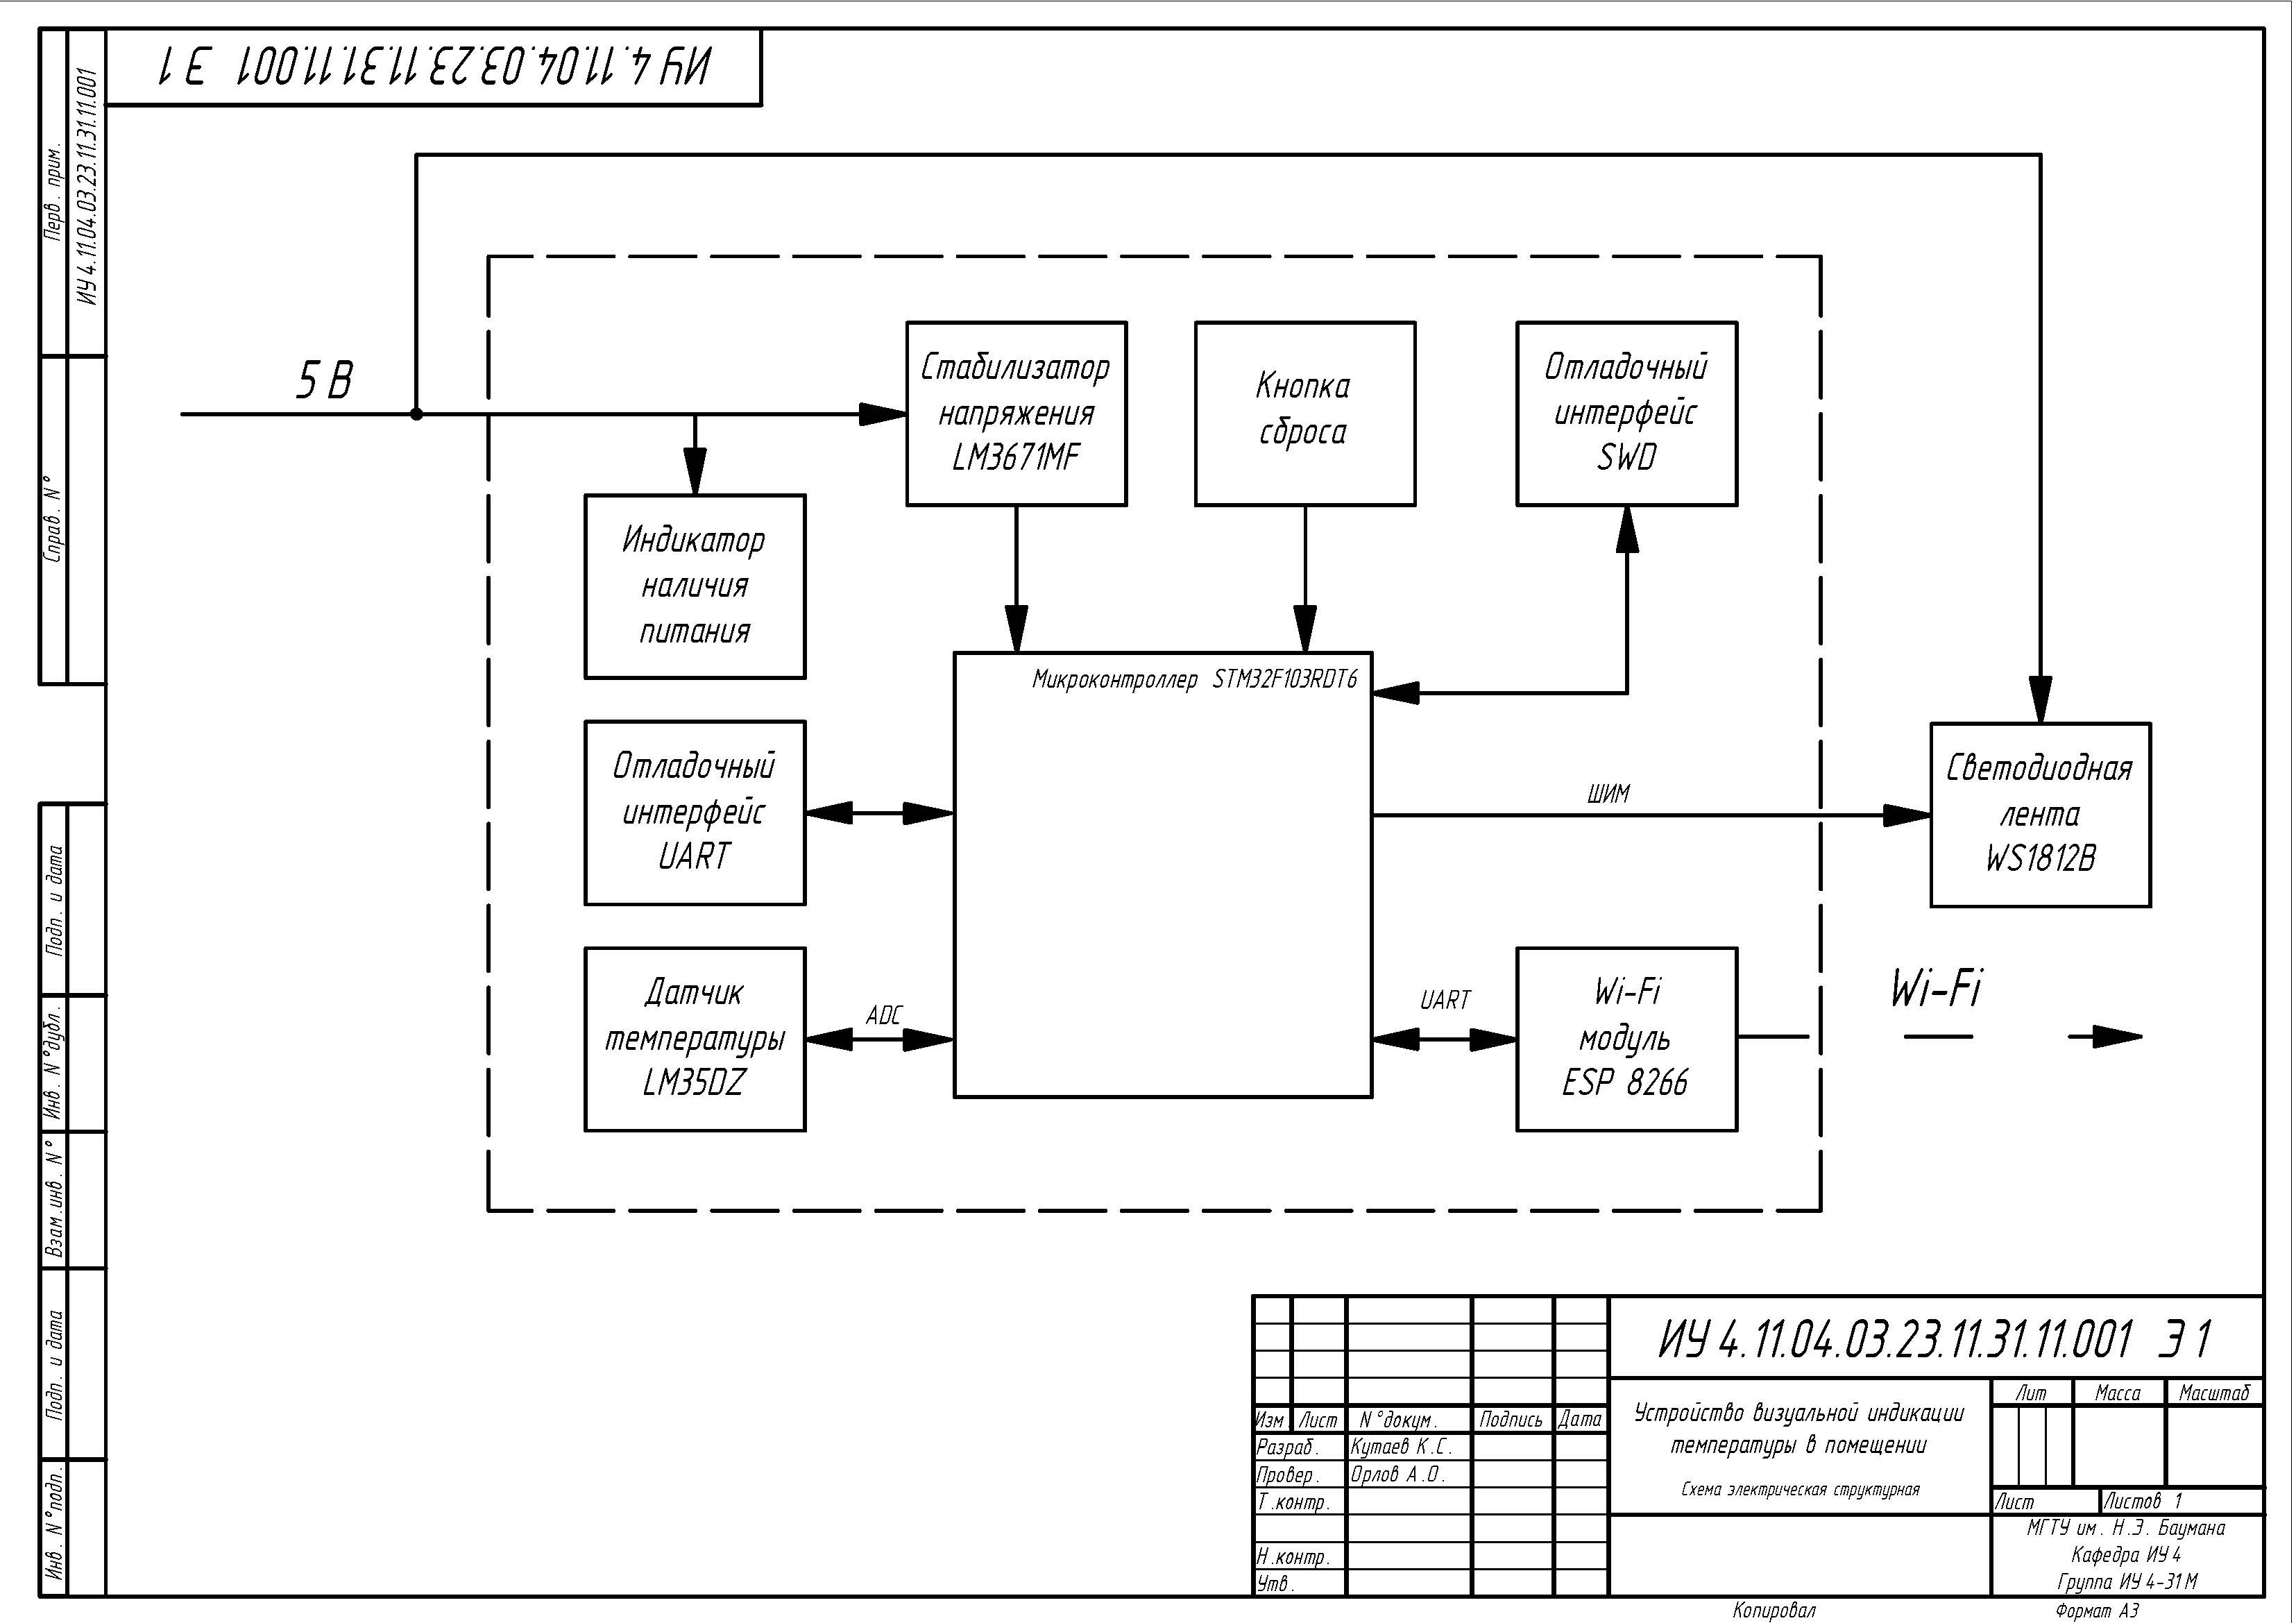 ИУ 4.11.04.03.23.11.31.11.001 Э 1
Перв. прим.
ИУ 4.11.04.03.23.11.31.11.001
Справ. N°
Подп. и дата
Инв. N°дубл.
Взам.инв. N°
Подп. и дата
Инв. N°подп.
5 В
Стабилизатор
напряжения
LM3671MF
Кнопка
сброса
Отладочный
интерфейс
SWD
Индикатор
наличия
питания
Микроконтроллер STM32F103RDT6
Отладочный
интерфейс
UART
ШИМ
Светодиодная
лента
WS1812B
Датчик
температуры
LM35DZ
ADC
UART
Wi-Fi
модуль
ESP 8266
Wi-Fi
ИУ 4.11.04.03.23.11.31.11.001 Э 1
Изм. Лист N°докум. Подпись Дата
Разраб. Кутаев К.С.
Провер. Орлов А.О.
Т.контр.
Н.контр.
Утв.
Устройство визуальной индикации
температуры в помещении
Схема электрическая структурная
Лит Масса Масштаб
Лист Листов 1
МГТУ им. Н.Э. Баумана
Кафедра ИУ 4
Группа ИУ 4-31М
Копировал Формат А3